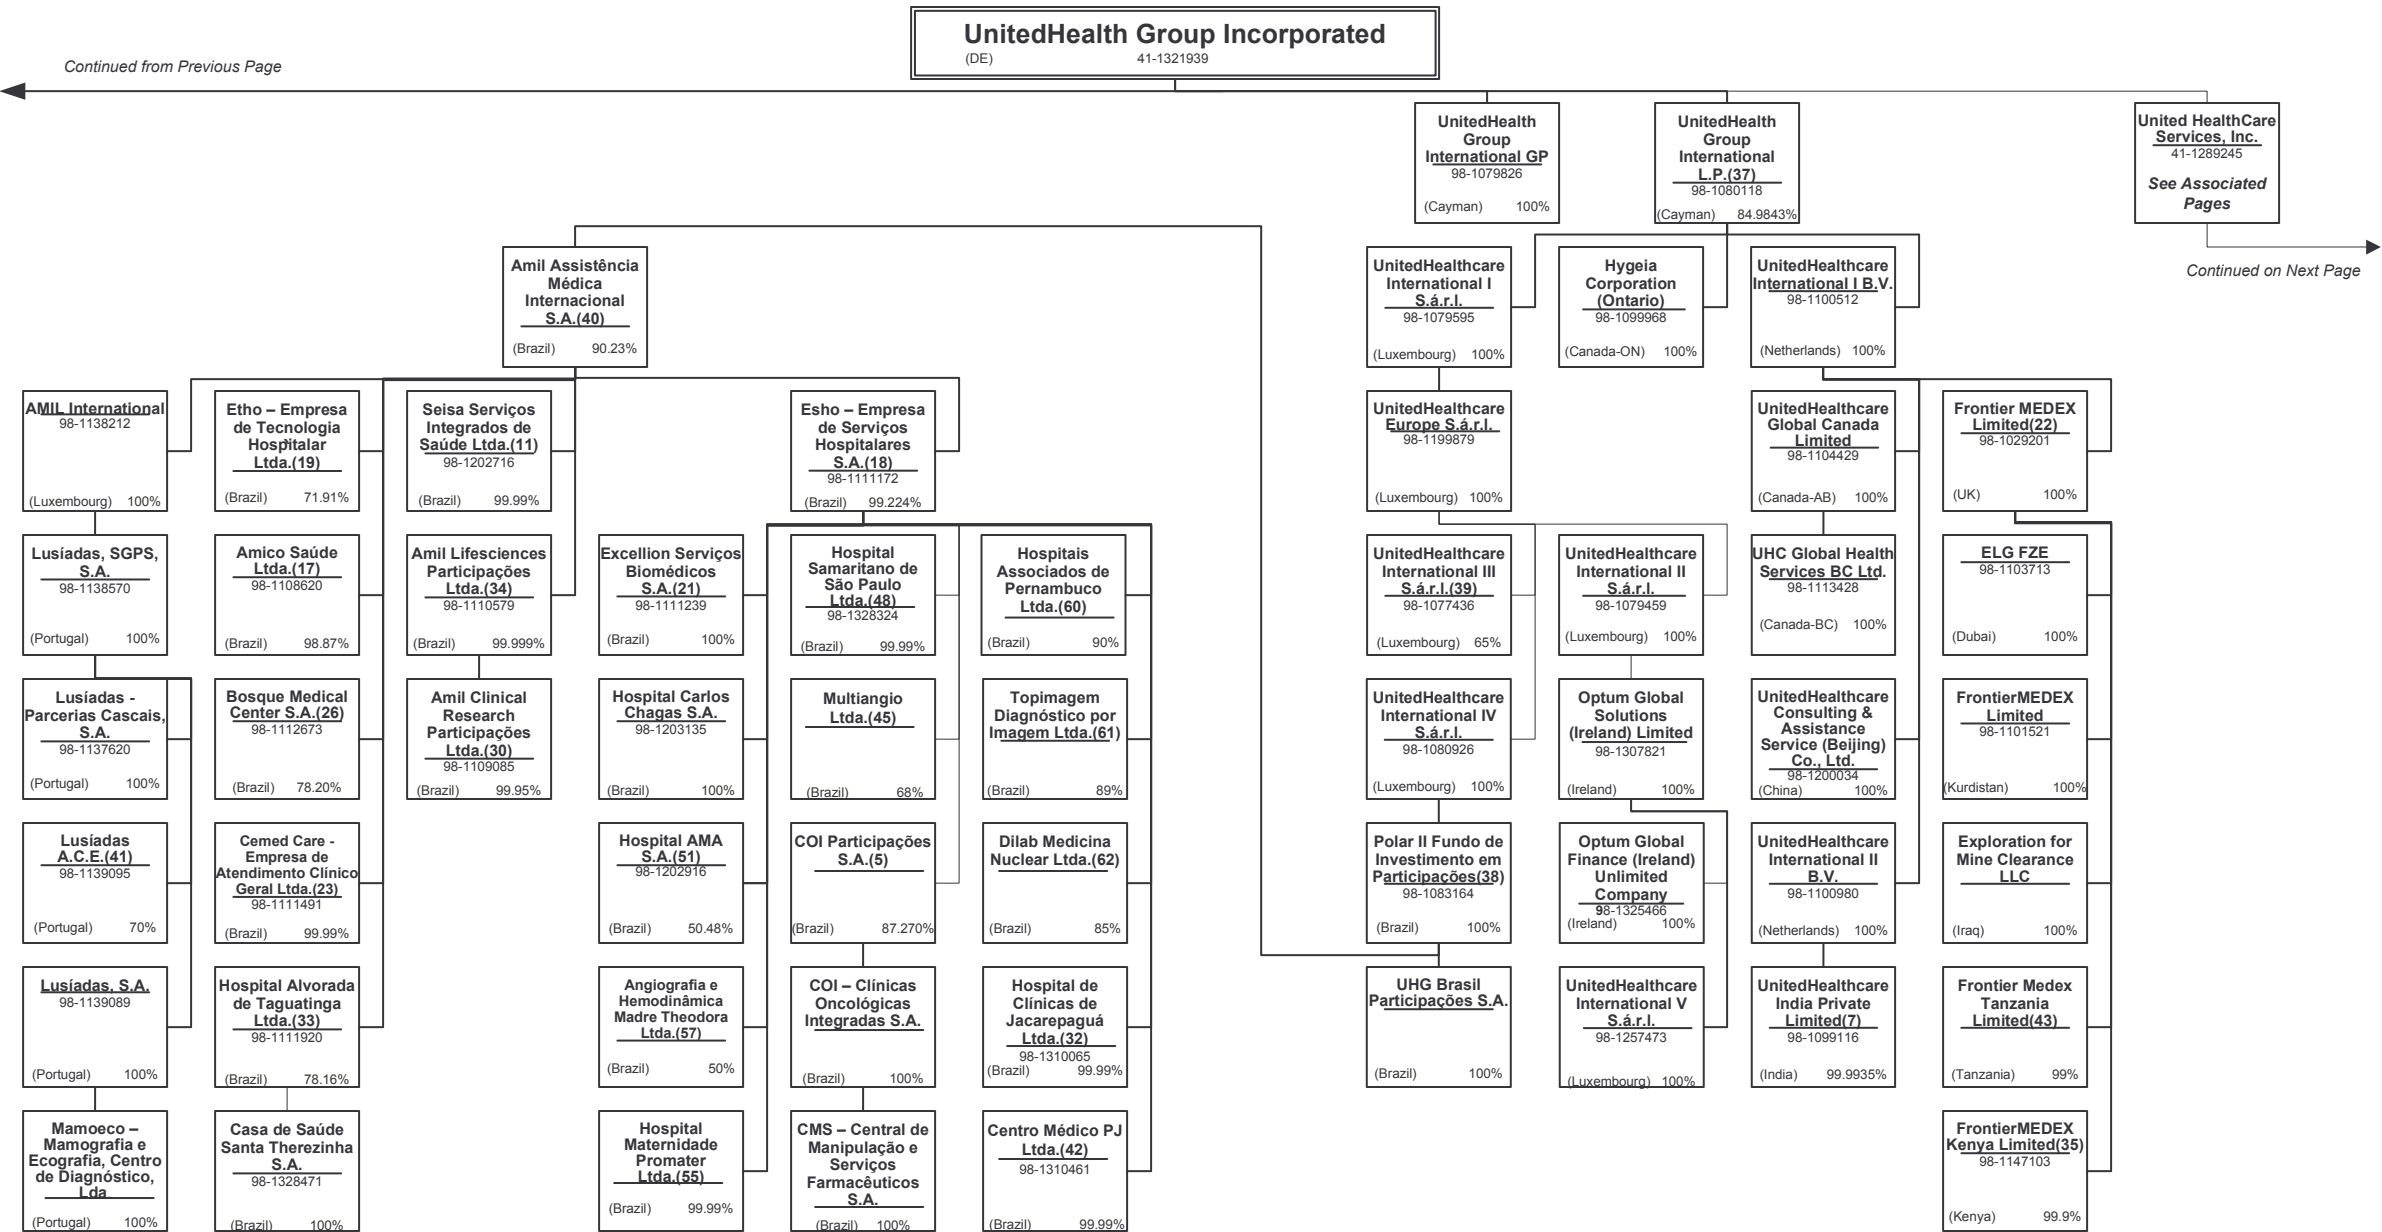 UnitedHealth Group Incorporated
(DE) 41-1321939
Continued from Previous Page
UnitedHealth
Group
International GP
98-1079826
(Cayman) 100%
UnitedHealth
Group
International
L.P.(37)
98-1080118
(Cayman) 84.9843%
United HealthCare
Services, Inc.
41-1289245
See Associated
Pages
Continued on Next Page
Amil Assistência
Médica
Internacional
S.A.(40)
(Brazil) 90.23%
UnitedHealthcare
International I
S.á.r.l.
98-1079595
(Luxembourg) 100%
Hygeia
Corporation
(Ontario)
98-1099968
(Canada-ON) 100%
UnitedHealthcare
International I B.V.
98-1100512
(Netherlands) 100%
AMIL International
98-1138212
(Luxembourg) 100%
Etho – Empresa
de Tecnologia
Hospitalar
Ltda.(19)
(Brazil) 71.91%
Seisa Serviços
Integrados de
Saúde Ltda.(11)
98-1202716
(Brazil) 99.99%
Esho – Empresa
de Serviços
Hospitalares
S.A.(18)
98-1111172
(Brazil) 99.224%
UnitedHealthcare
Europe S.á.r.l.
98-1199879
(Luxembourg) 100%
UnitedHealthcare
Global Canada
Limited
98-1104429
(Canada-AB) 100%
Frontier MEDEX
Limited(22)
98-1029201
(UK) 100%
Lusíadas, SGPS,
S.A.
98-1138570
(Portugal) 100%
Amico Saúde
Ltda.(17)
98-1108620
(Brazil) 98.87%
Amil Lifesciences
Participações
Ltda.(34)
98-1110579
(Brazil) 99.999%
Excellion Serviços
Biomédicos
S.A.(21)
98-1111239
(Brazil) 100%
Hospital
Samaritano de
São Paulo
Ltda.(48)
98-1328324
(Brazil) 99.99%
Hospitais
Associados de
Pernambuco
Ltda.(60)
(Brazil) 90%
UnitedHealthcare
International III
S.á.r.l.(39)
98-1077436
(Luxembourg) 65%
UnitedHealthcare
International II
S.á.r.l.
98-1079459
(Luxembourg) 100%
UHC Global Health
Services BC Ltd.
98-1113428
(Canada-BC) 100%
ELG FZE
98-1103713
(Dubai) 100%
Lusíadas -
Parcerias Cascais,
S.A.
98-1137620
(Portugal) 100%
Bosque Medical
Center S.A.(26)
98-1112673
(Brazil) 78.20%
Amil Clinical
Research
Participações
Ltda.(30)
98-1109085
(Brazil) 99.95%
Hospital Carlos
Chagas S.A.
98-1203135
(Brazil) 100%
Multiangio
Ltda.(45)
(Brazil) 68%
Topimagem
Diagnóstico por
Imagem Ltda.(61)
(Brazil) 89%
UnitedHealthcare
International IV
S.á.r.l.
98-1080926
(Luxembourg) 100%
Optum Global
Solutions
(Ireland) Limited
98-1307821
(Ireland) 100%
UnitedHealthcare
Consulting &
Assistance
Service (Beijing)
Co., Ltd.
98-1200034
(China) 100%
FrontierMEDEX
Limited
98-1101521
(Kurdistan) 100%
Lusíadas
A.C.E.(41)
98-1139095
(Portugal) 70%
Cemed Care -
Empresa de
Atendimento Clínico
Geral Ltda.(23)
98-1111491
(Brazil) 99.99%
Hospital AMA
S.A.(51)
98-1202916
(Brazil) 50.48%
COI Participações
S.A.(5)
(Brazil) 87.270%
Dilab Medicina
Nuclear Ltda.(62)
(Brazil) 85%
Polar II Fundo de
Investimento em
Participações(38)
98-1083164
(Brazil) 100%
Optum Global
Finance (Ireland)
Unlimited
Company
98-1325466
(Ireland) 100%
UnitedHealthcare
International II
B.V.
98-1100980
(Netherlands) 100%
Exploration for
Mine Clearance
LLC
(Iraq) 100%
Lusíadas, S.A.
98-1139089
(Portugal) 100%
Hospital Alvorada
de Taguatinga
Ltda.(33)
98-1111920
(Brazil) 78.16%
Angiografia e
Hemodinâmica
Madre Theodora
Ltda.(57)
(Brazil) 50%
COI – Clínicas
Oncológicas
Integradas S.A.
(Brazil) 100%
Hospital de
Clínicas de
Jacarepaguá
Ltda.(32)
98-1310065
(Brazil) 99.99%
UHG Brasil
Participações S.A.
(Brazil) 100%
UnitedHealthcare
International V
S.á.r.l.
98-1257473
(Luxembourg) 100%
UnitedHealthcare
India Private
Limited(7)
98-1099116
(India) 99.9935%
Frontier Medex
Tanzania
Limited(43)
(Tanzania) 99%
Mamoeco –
Mamografia e
Ecografia, Centro
de Diagnóstico,
Lda.
(Portugal) 100%
Casa de Saúde
Santa Therezinha
S.A.
98-1328471
(Brazil) 100%
Hospital
Maternidade
Promater
Ltda.(55)
(Brazil) 99.99%
CMS – Central de
Manipulação e
Serviços
Farmacêuticos
S.A.
(Brazil) 100%
Centro Médico PJ
Ltda.(42)
98-1310461
(Brazil) 99.99%
FrontierMEDEX
Kenya Limited(35)
98-1147103
(Kenya) 99.9%